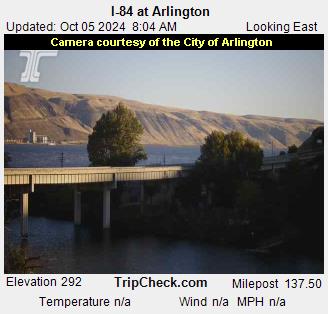 I-84 at Arlington
Updated: Oct 05 2024 8:04 AM Looking East
Camera courtesy of the City of Arlington
Elevation 292 TripCheck.com Milepost 137.50
Temperature n/a Wind n/a MPH n/a